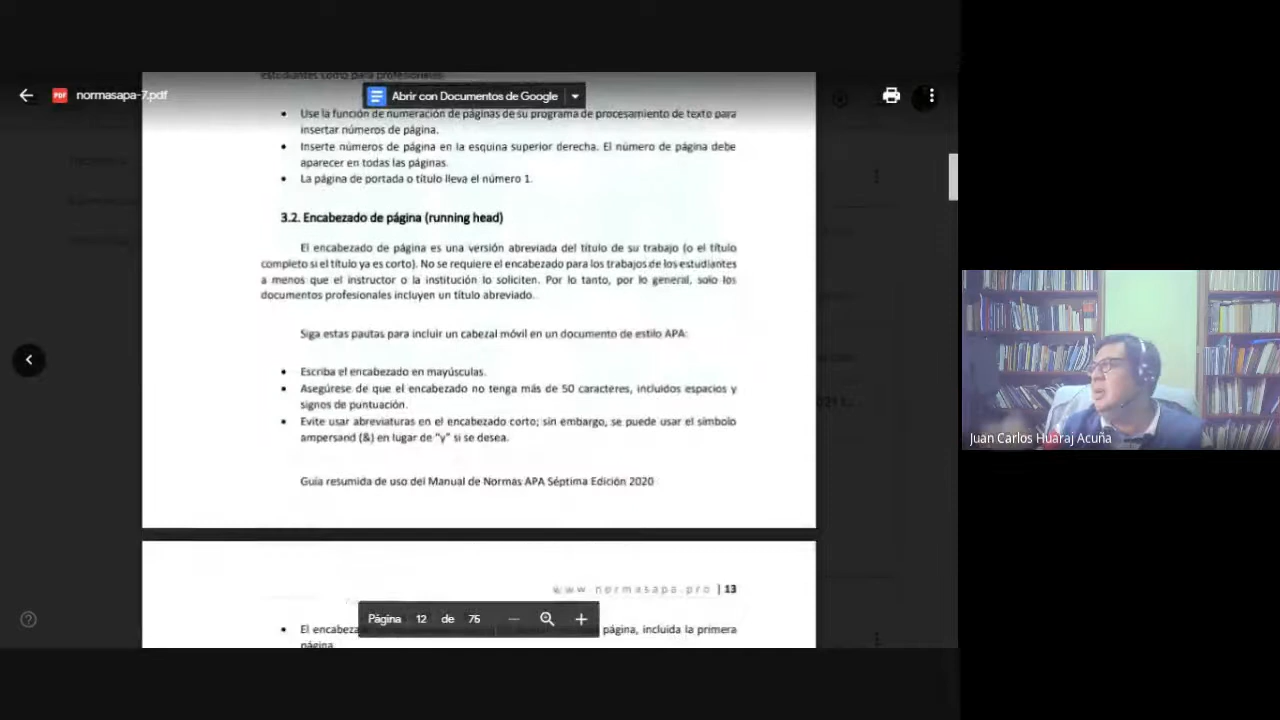 estudiantes como para profesionales.
normasapa-7.pdf
Abrir con Documentos de Google
Use la función de numeración de páginas de su programa de procesamiento de texto para
insertar números de página.
Inserte números de página en la esquina superior derecha. El número de página debe
aparecer en todas las páginas.
La página de portada o título lleva el número 1.
3.2. Encabezado de página (running head)
El encabezado de página es una versión abreviada del título de su trabajo (o el título
completo si el título ya es corto). No se requiere el encabezado para los trabajos de los estudiantes
a menos que el instructor o la institución lo soliciten. Por lo tanto, por lo general, solo los
documentos profesionales incluyen un título abreviado.
Siga estas pautas para incluir un cabezal móvil en un documento de estilo APA:
Escriba el encabezado en mayúsculas.
Asegúrese de que el encabezado no tenga más de 50 caracteres, incluidos espacios y
signos de puntuación.
Evite usar abreviaturas en el encabezado corto; sin embargo, se puede usar el símbolo
ampersand (&) en lugar de "y" si se desea.
Guía resumida de uso del Manual de Normas APA Séptima Edición 2020
www.normasapa.pro | 13
Página 12 de 75
El página, incluida la primera
página.
Juan Carlos Huaraj Acuña